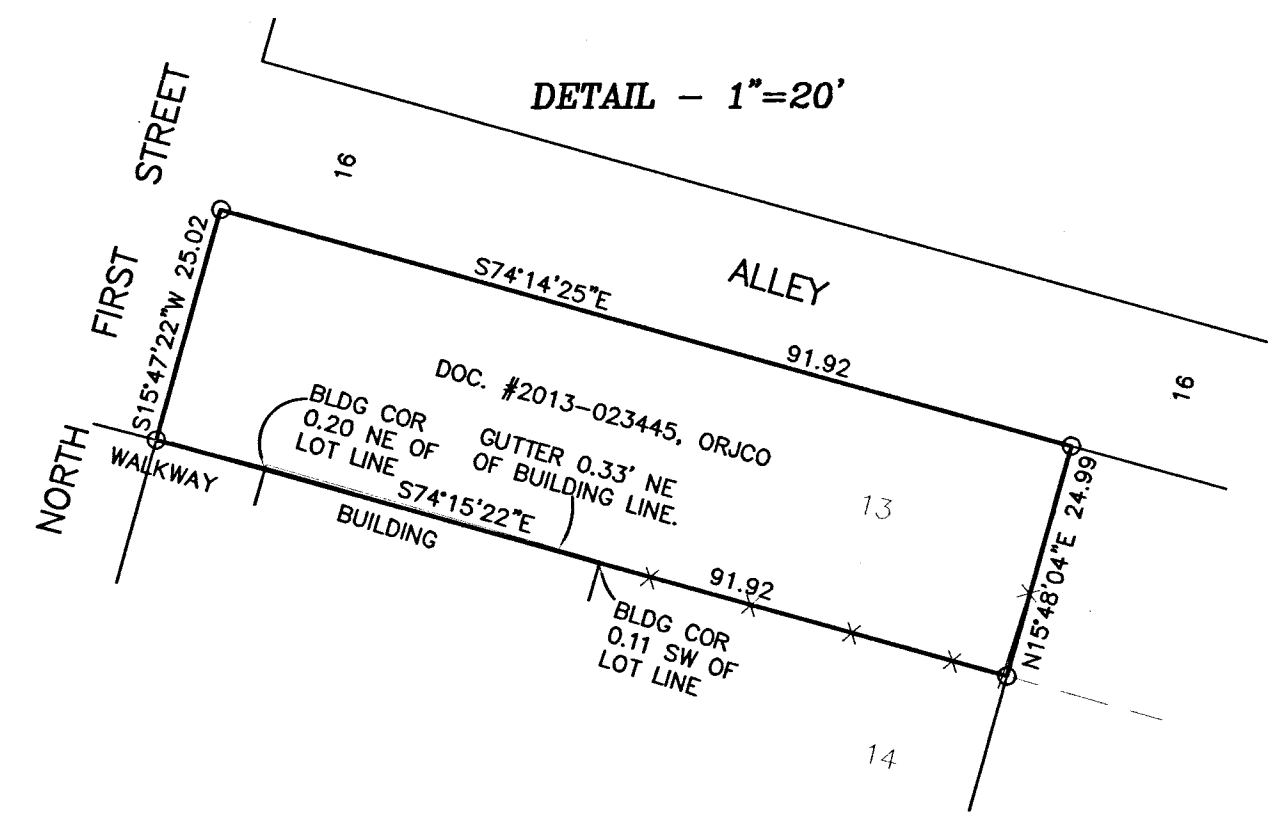 DETAIL - 1"=20'
NORTH FIRST STREET
16
ALLEY
S74°14'25"E
91.92
16
S15°47'22"W 25.02
DOC. #2013-023445, ORJCO
BLDG COR
0.20 NE OF
LOT LINE
GUTTER 0.33' NE
OF BUILDING LINE.
WALKWAY
S74°15'22"E
BUILDING
91.92
13
N15°48'04"E 24.99
BLDG COR
0.11 SW OF
LOT LINE
14